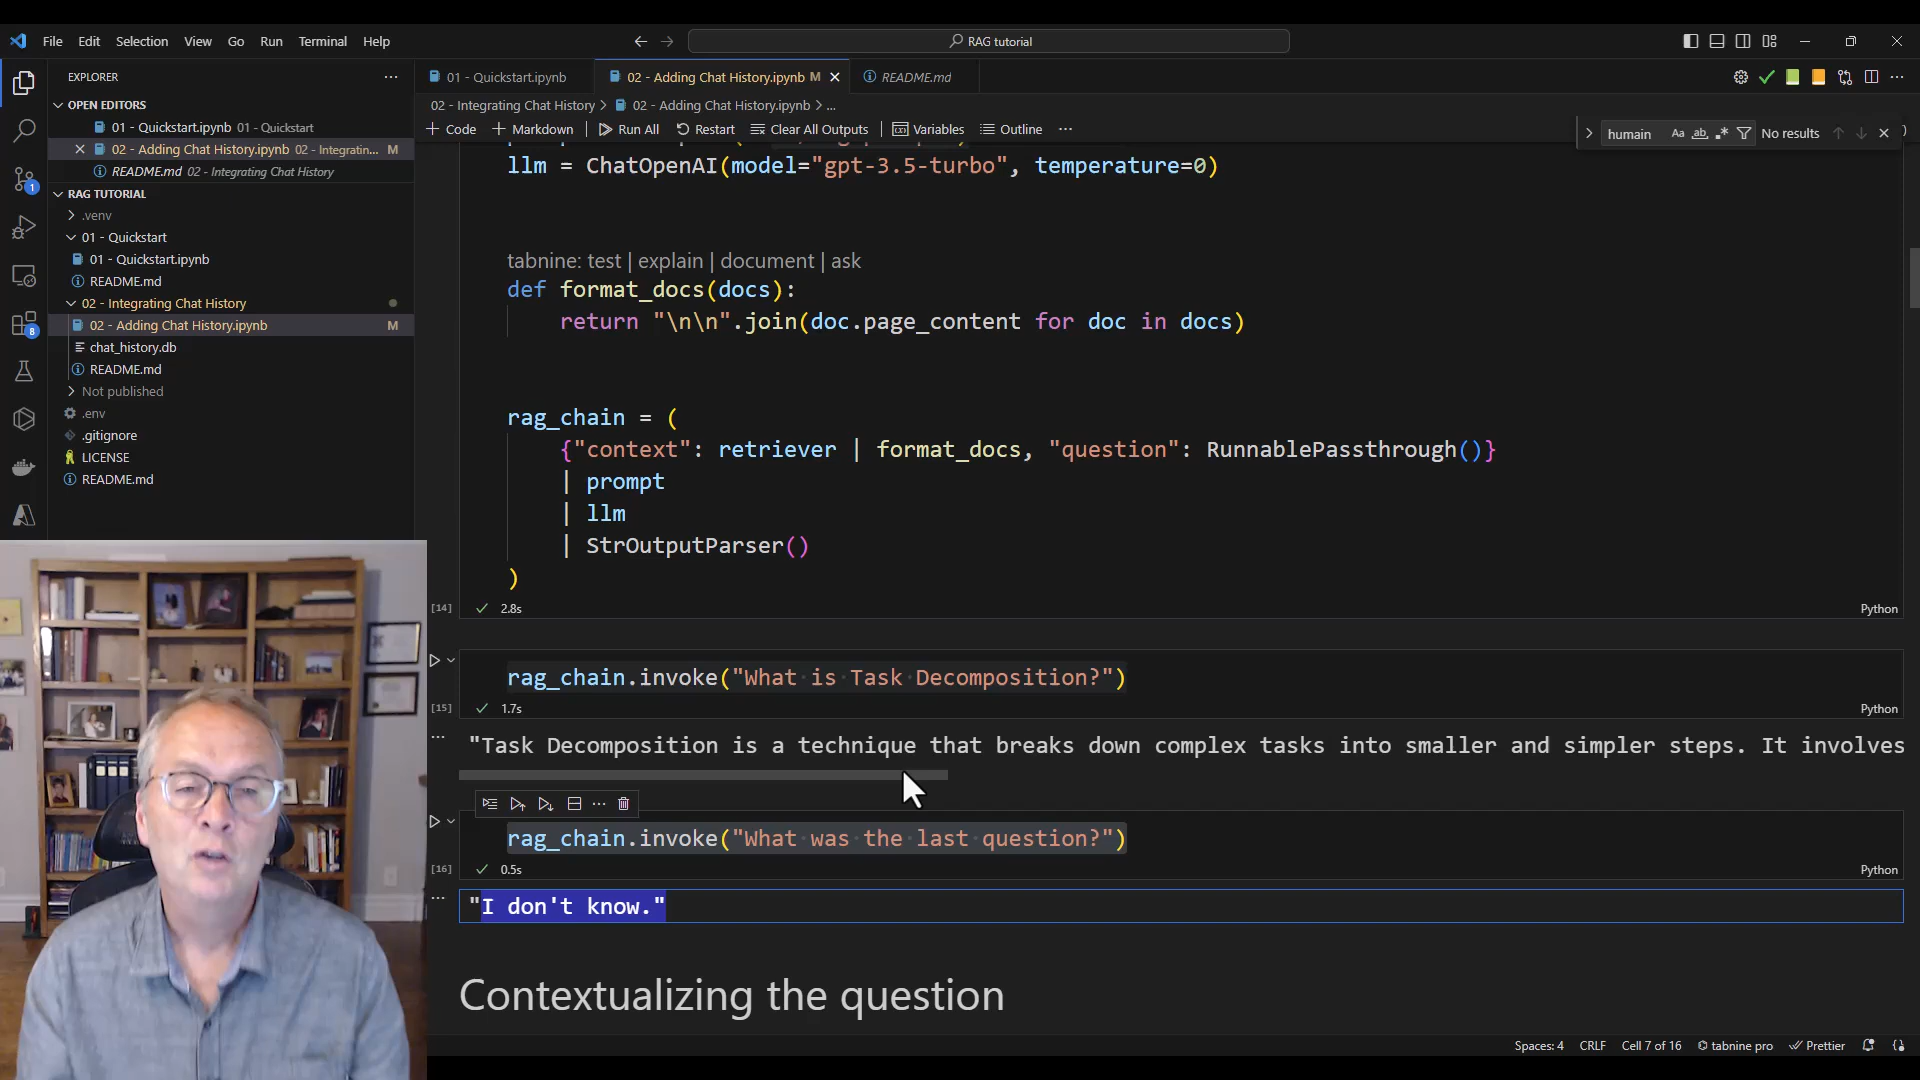 File Edit Selection View Go Run Terminal Help
RAG tutorial
EXPLORER
OPEN EDITORS
01 - Quickstart.ipynb 01 - Quickstart
02 - Adding Chat History.ipynb 02 - Integratin... M
README.md 02 - Integrating Chat History
RAG TUTORIAL
.venv
01 - Quickstart
01 - Quickstart.ipynb
README.md
02 - Integrating Chat History
02 - Adding Chat History.ipynb M
chat_history.db
README.md
Not published
.env
.gitignore
LICENSE
README.md
1
8
01 - Quickstart.ipynb
02 - Adding Chat History.ipynb M
README.md
02 - Integrating Chat History > 02 - Adding Chat History.ipynb > ...
Code Markdown Run All Restart Clear All Outputs Variables Outline ...
humain Aa ab .* No results
llm = ChatOpenAI(model="gpt-3.5-turbo", temperature=0)
tabnine: test | explain | document | ask
def format_docs(docs):
return "\n\n".join(doc.page_content for doc in docs)
rag_chain = (
{"context": retriever | format_docs, "question": RunnablePassthrough()}
| prompt
| llm
| StrOutputParser()
)
[14] 2.8s Python
rag_chain.invoke("What is Task Decomposition?")
[15] 1.7s Python
"Task Decomposition is a technique that breaks down complex tasks into smaller and simpler steps. It involves
rag_chain.invoke("What was the last question?")
[16] 0.5s Python
"I don't know."
Contextualizing the question
Spaces: 4 CRLF Cell 7 of 16 tabnine pro Prettier